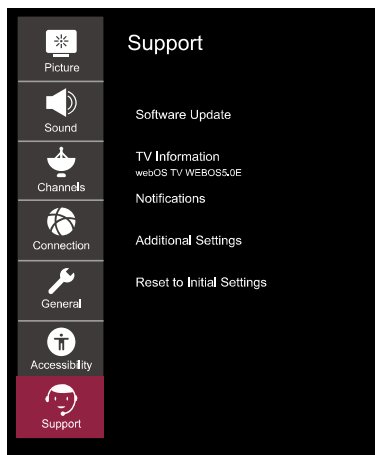 Picture
Sound
Channels
Connection
General
Accessibility
Support
Support
Software Update
TV Information
webOS TV WEBOS5.0E
Notifications
Additional Settings
Reset to Initial Settings